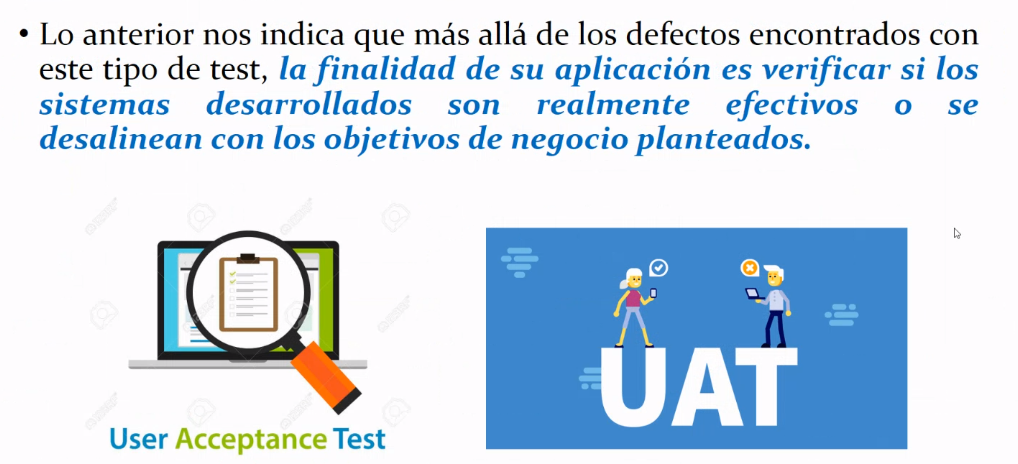 • Lo anterior nos indica que más allá de los defectos encontrados con
este tipo de test, la finalidad de su aplicación es verificar si los
sistemas desarrollados son realmente efectivos o se
desalinean con los objetivos de negocio planteados.
UAT
User Acceptance Test